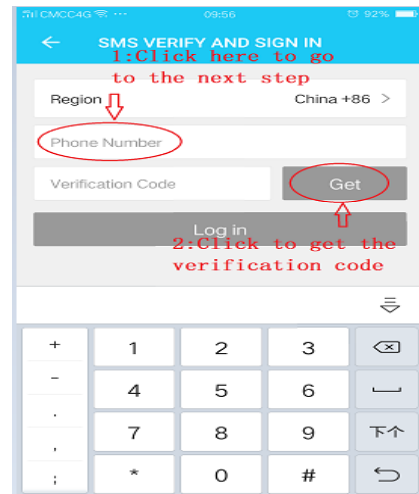 CMCC4G ... 09:56 92%
SMS VERIFY AND SIGN IN
1:Click here to go
to the next step
Region China +86 >
Phone Number
Verification Code Get
Log in
2:Click to get the
verification code
+ 1 2 3
- 4 5 6
. 7 8 9 下个
, * 0 #
;